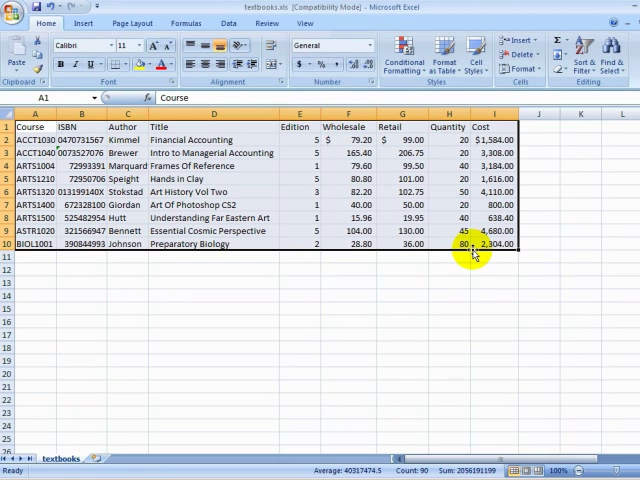 textbooks.xls [Compatibility Mode] - Microsoft Excel
Home Insert Page Layout Formulas Data Review View
Paste
Calibri 11 A A
B I U A
General
$ % , .0 .00 .00 .0
Conditional Formatting
Format as Table
Cell Styles
Insert
Delete
Format
Σ
Sort & Filter
Find & Select
Clipboard Font Alignment Number Styles Cells Editing
A1 fx Course
A B C D E F G H I J K L
1 Course ISBN Author Title Edition Wholesale Retail Quantity Cost
2 ACCT1030 0470731567 Kimmel Financial Accounting 5 $ 79.20 $ 99.00 20 $1,584.00
3 ACCT1040 0073527076 Brewer Intro to Managerial Accounting 5 165.40 206.75 20 3,308.00
4 ARTS1004 72993391 Marquard Frames Of Reference 1 79.60 99.50 40 3,184.00
5 ARTS1210 72950706 Speight Hands in Clay 5 80.80 101.00 20 1,616.00
6 ARTS1320 013199140X Stokstad Art History Vol Two 3 82.20 102.75 50 4,110.00
7 ARTS1400 672328100 Giordan Art Of Photoshop CS2 1 40.00 50.00 20 800.00
8 ARTS1500 525482954 Hutt Understanding Far Eastern Art 1 15.96 19.95 40 638.40
9 ASTR1020 321566947 Bennett Essential Cosmic Perspective 5 104.00 130.00 45 4,680.00
10 BIOL1001 390844993 Johnson Preparatory Biology 2 28.80 36.00 80 2,304.00
11
12
13
14
15
16
17
18
19
20
21
22
23
24
25
26
textbooks
Ready Average: 40317474.5 Count: 90 Sum: 2056191199 100%